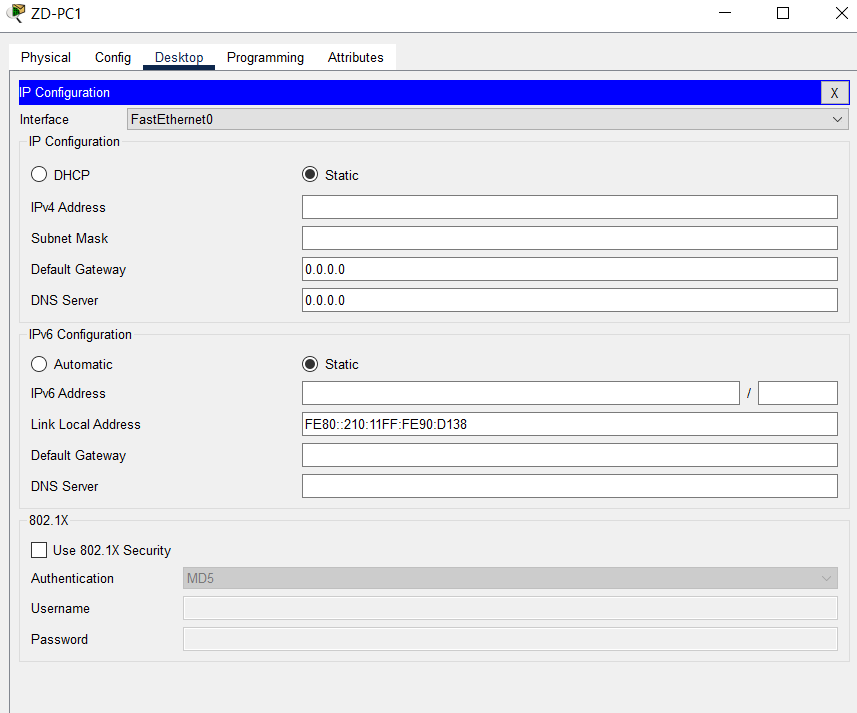 ZD-PC1
Physical Config Desktop Programming Attributes
IP Configuration X
Interface FastEthernet0
IP Configuration
DHCP Static
IPv4 Address
Subnet Mask
Default Gateway 0.0.0.0
DNS Server 0.0.0.0
IPv6 Configuration
Automatic Static
IPv6 Address /
Link Local Address FE80::210:11FF:FE90:D138
Default Gateway
DNS Server
802.1X
Use 802.1X Security
Authentication MD5
Username
Password